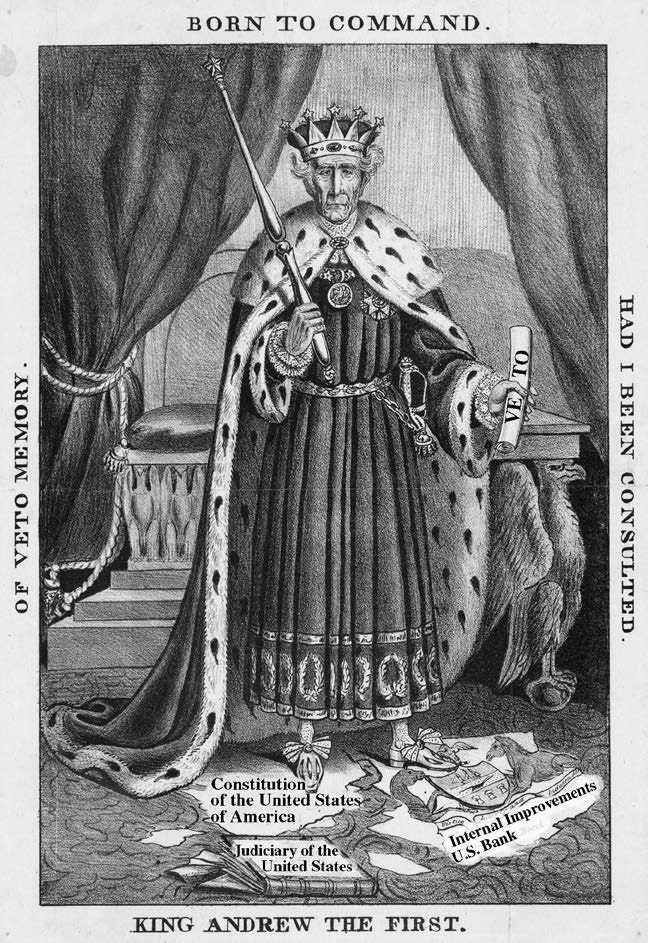 BORN TO COMMAND.
OF VETO MEMORY.
HAD I BEEN CONSULTED.
VETO
Constitution
of the United States
of America
Internal Improvements
U.S. Bank
Judiciary of the
United States
KING ANDREW THE FIRST.